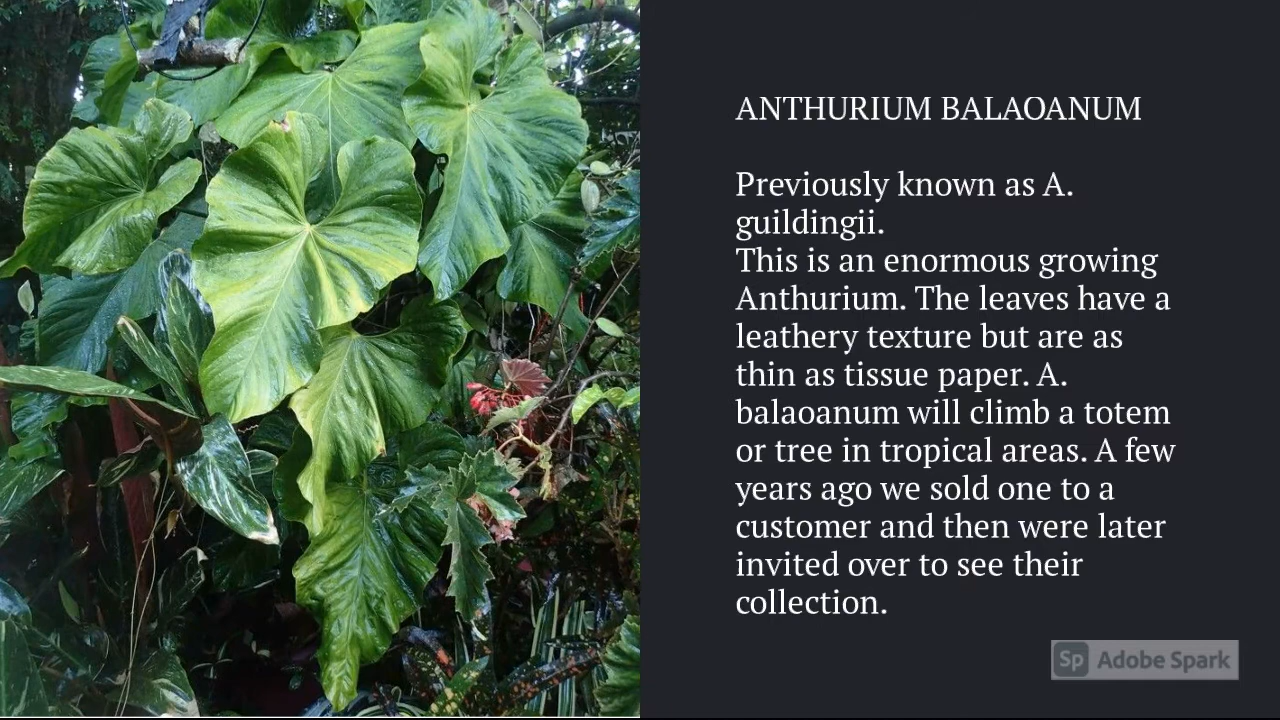 ANTHURIUM BALAOANUM
Previously known as A.
guildingii.
This is an enormous growing
Anthurium. The leaves have a
leathery texture but are as
thin as tissue paper. A.
balaoanum will climb a totem
or tree in tropical areas. A few
years ago we sold one to a
customer and then were later
invited over to see their
collection.
Sp Adobe Spark